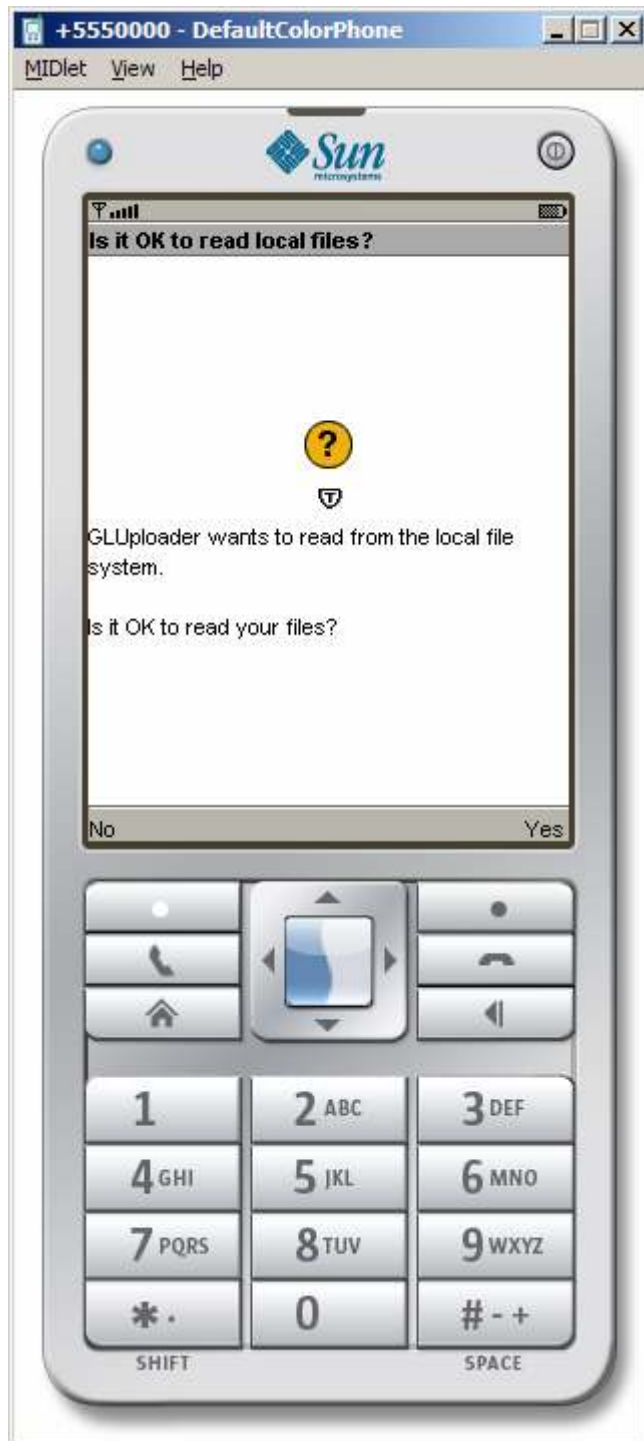 +5550000 - DefaultColorPhone
MIDlet View Help
Sun
microsystems
Is it OK to read local files?
?
T
GLUploader wants to read from the local file
system.
Is it OK to read your files?
No Yes
1 2 ABC 3 DEF
4 GHI 5 JKL 6 MNO
7 PQRS 8 TUV 9 WXYZ
* . 0 # - +
SHIFT SPACE